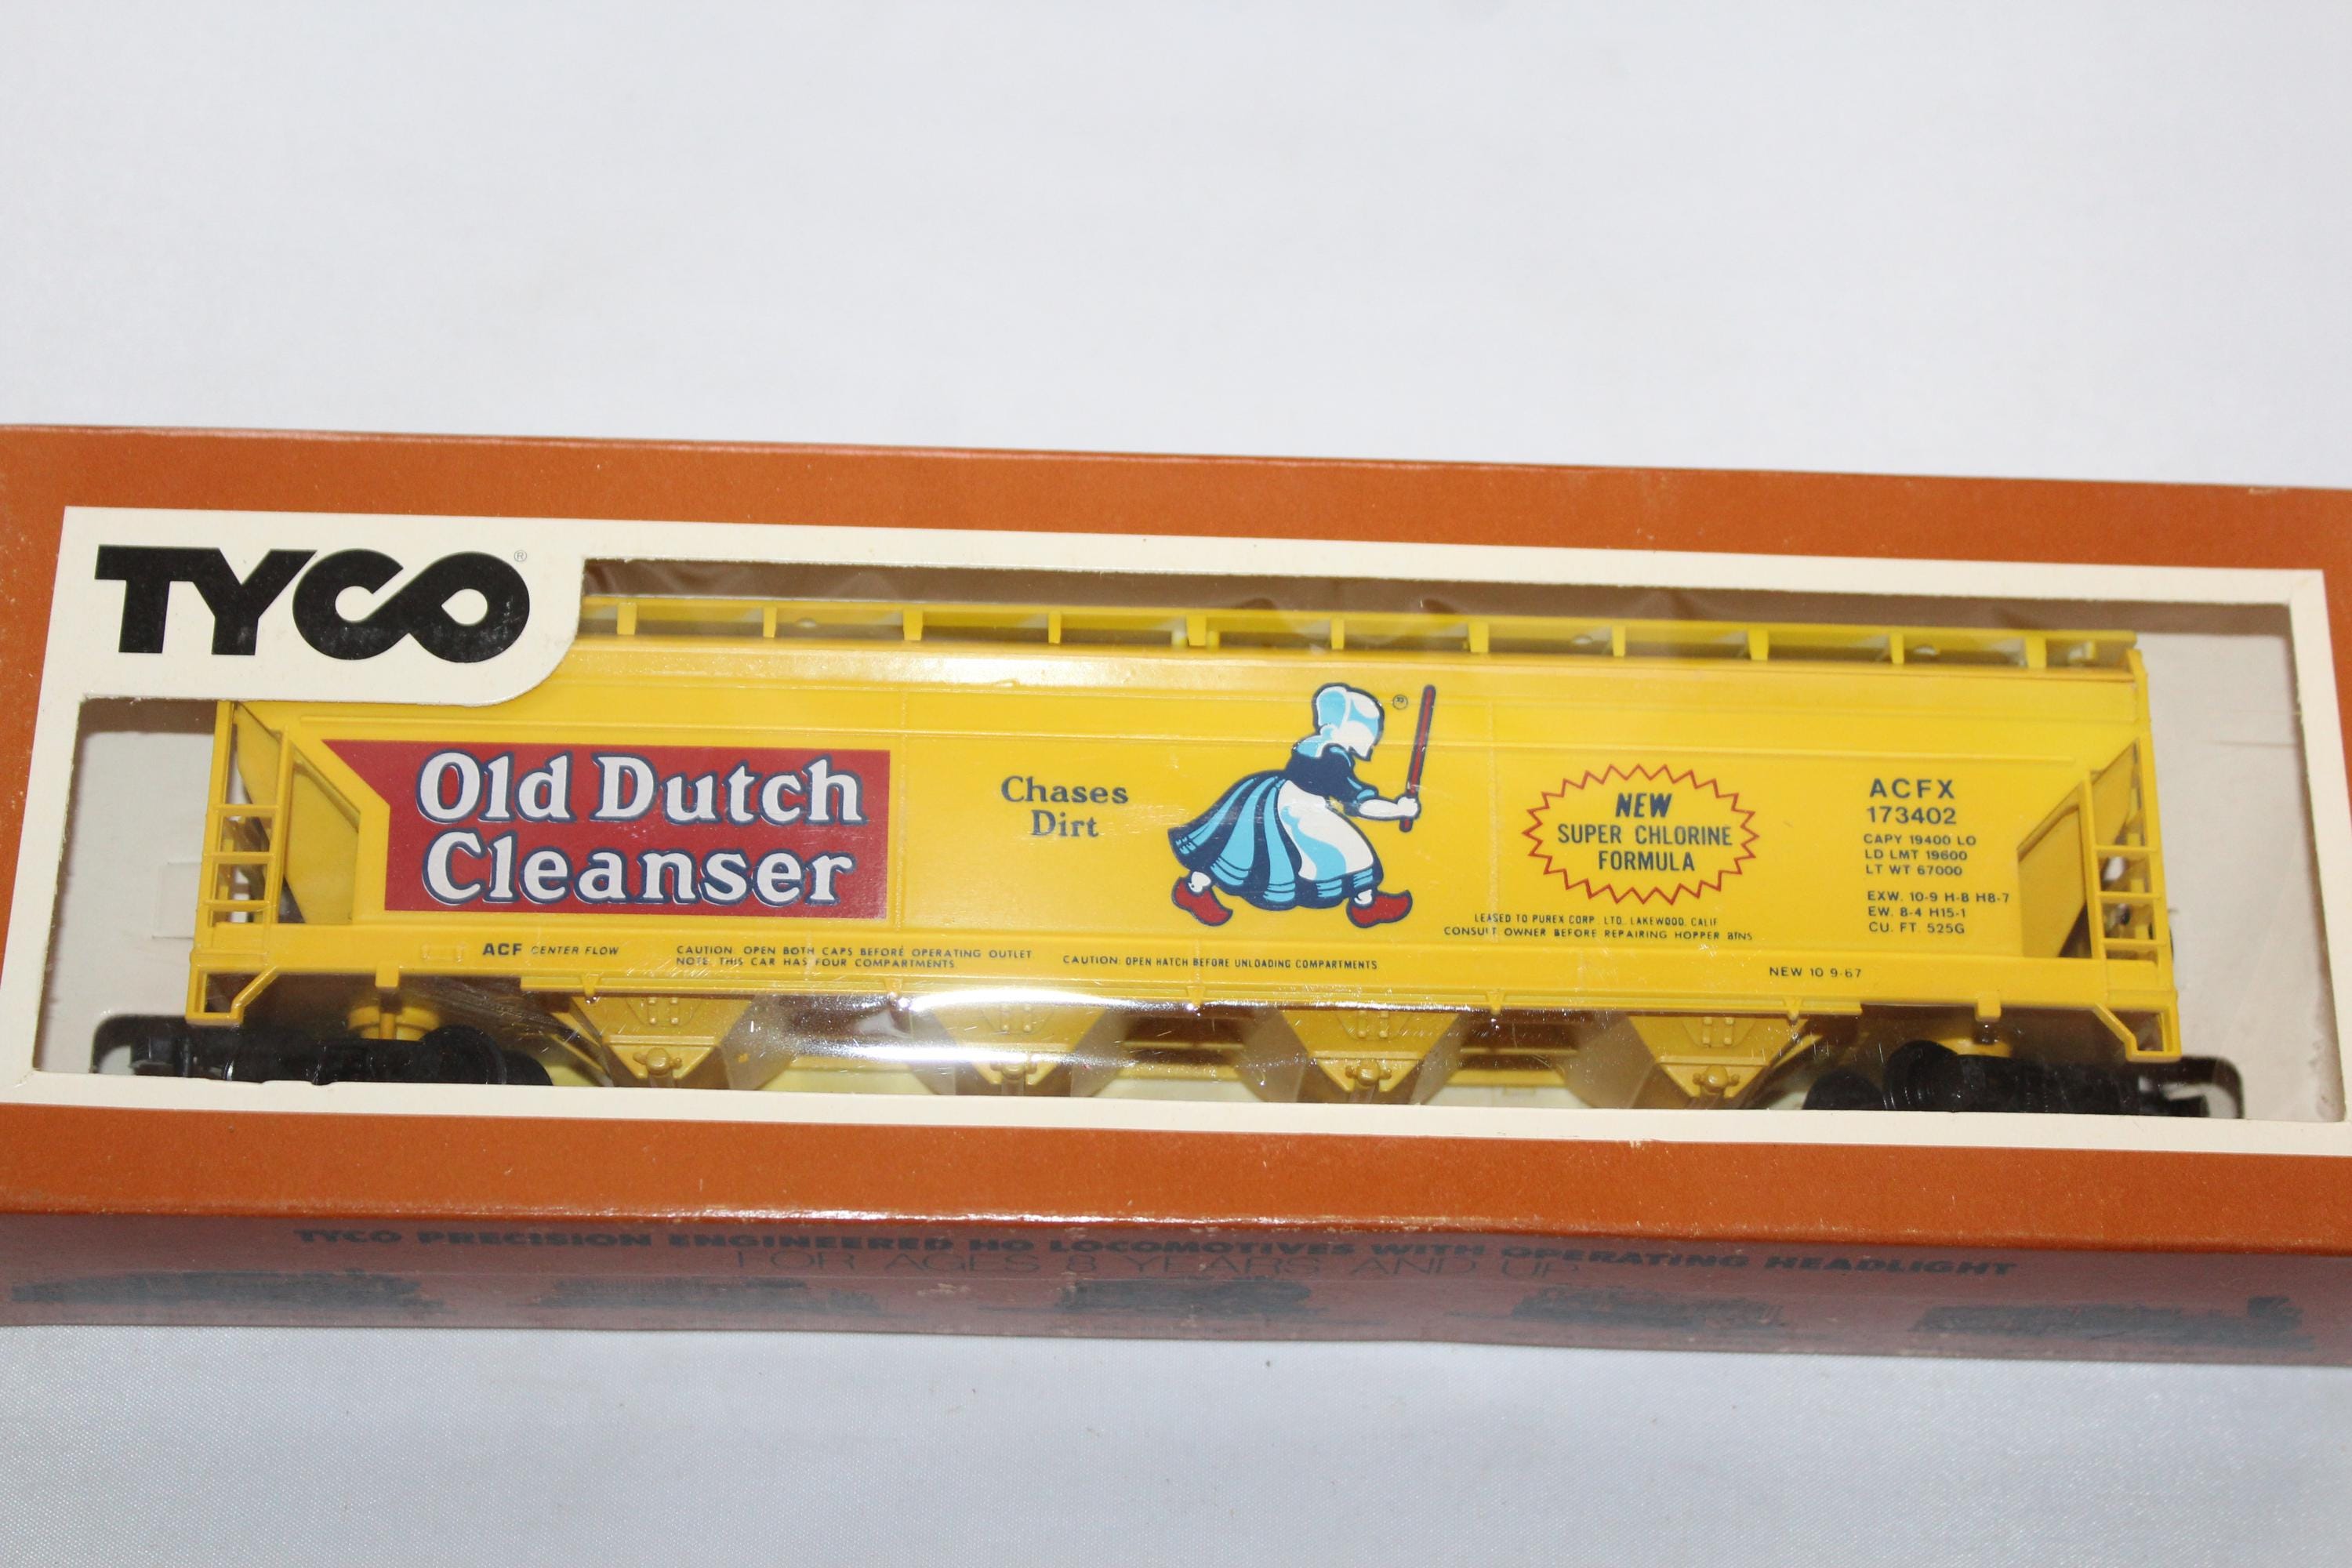 TYCO®
Old Dutch
Cleanser
Chases
Dirt
®
NEW
SUPER CHLORINE
FORMULA
ACFX
173402
CAPY 19400 LO
LD LMT 19600
LT WT 67000
EXW. 10-9 H-B H8-7
EW. 8-4 H15-1
CU. FT. 525G
LEASED TO PUREX CORP. LTD. LAKEWOOD, CALIF
CONSULT OWNER BEFORE REPAIRING HOPPER BINS
ACF CENTER FLOW
CAUTION: OPEN BOTH CAPS BEFORE OPERATING OUTLET
NOTE: THIS CAR HAS FOUR COMPARTMENTS
CAUTION: OPEN HATCH BEFORE UNLOADING COMPARTMENTS
NEW 10 9-67
TYCO PRECISION ENGINEERED HO LOCOMOTIVES WITH OPERATING HEADLIGHT
FOR AGES 8 YEARS AND UP